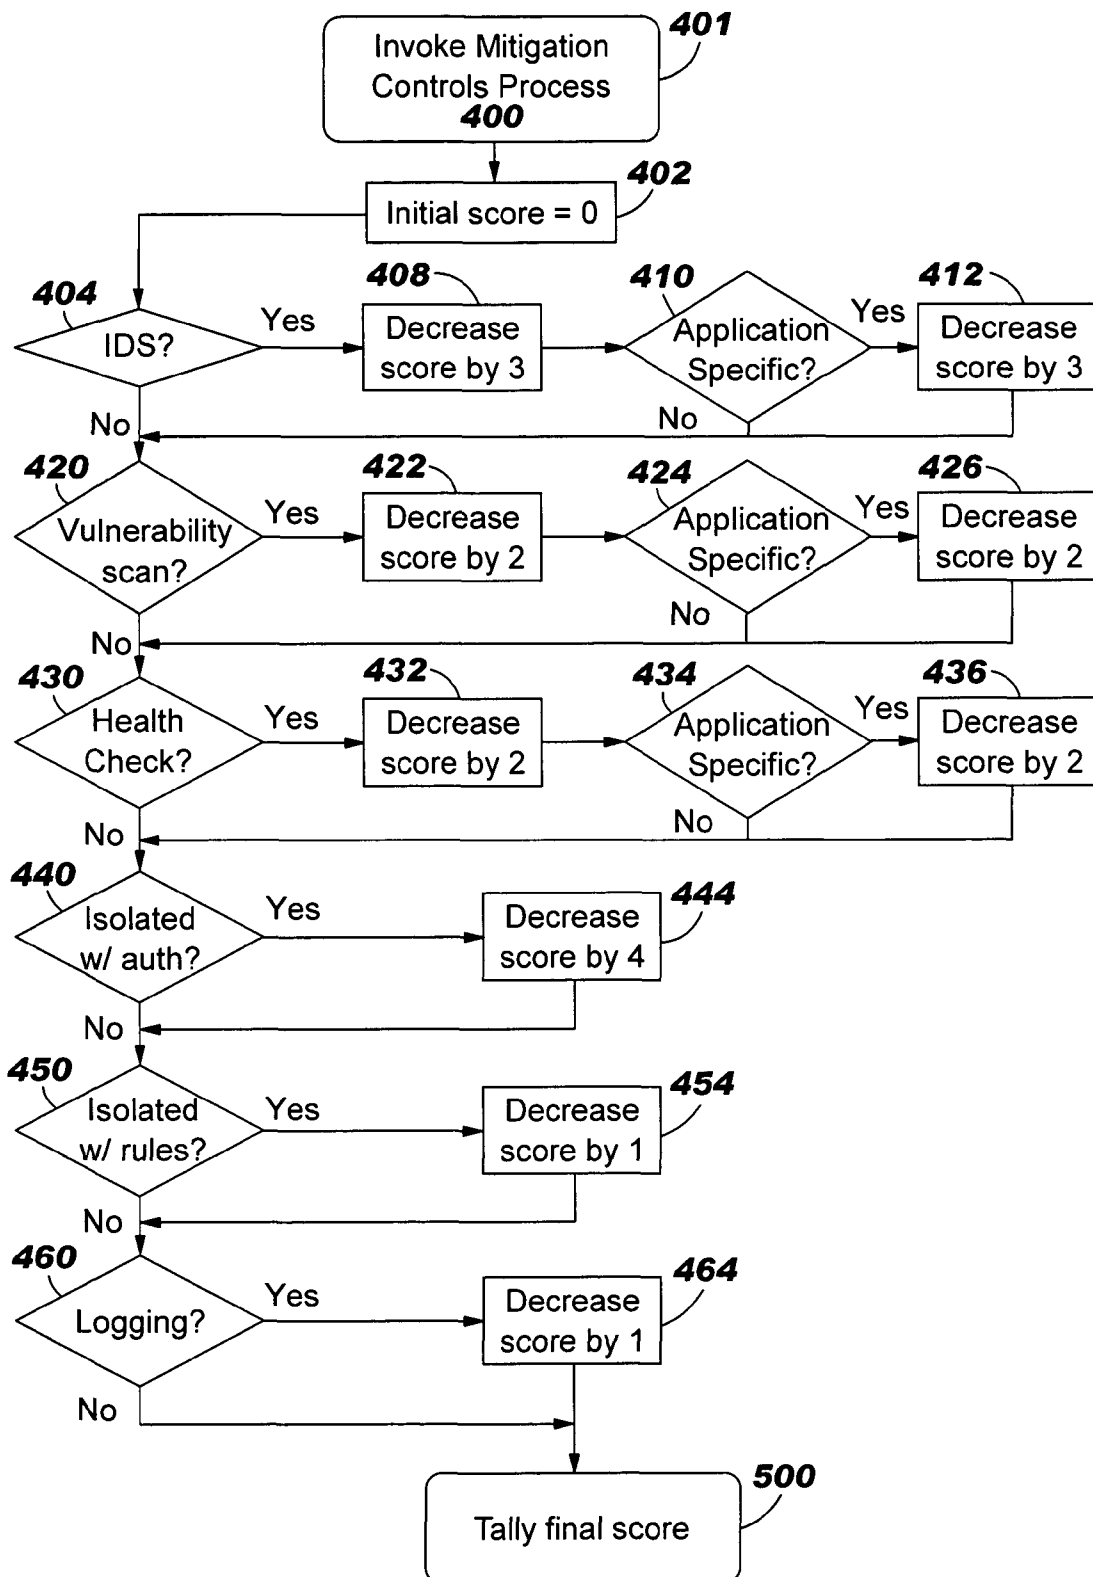 Invoke Mitigation
Controls Process
400
401
402
Initial score = 0
404
IDS?
Yes
408
Decrease
score by 3
410
Application
Specific?
Yes
412
Decrease
score by 3
No
No
420
Vulnerability
scan?
Yes
422
Decrease
score by 2
424
Application
Specific?
Yes
426
Decrease
score by 2
No
No
430
Health
Check?
Yes
432
Decrease
score by 2
434
Application
Specific?
Yes
436
Decrease
score by 2
No
No
440
Isolated
w/ auth?
Yes
Decrease
score by 4
444
No
450
Isolated
w/ rules?
Yes
Decrease
score by 1
454
No
460
Logging?
Yes
Decrease
score by 1
464
No
Tally final score
500